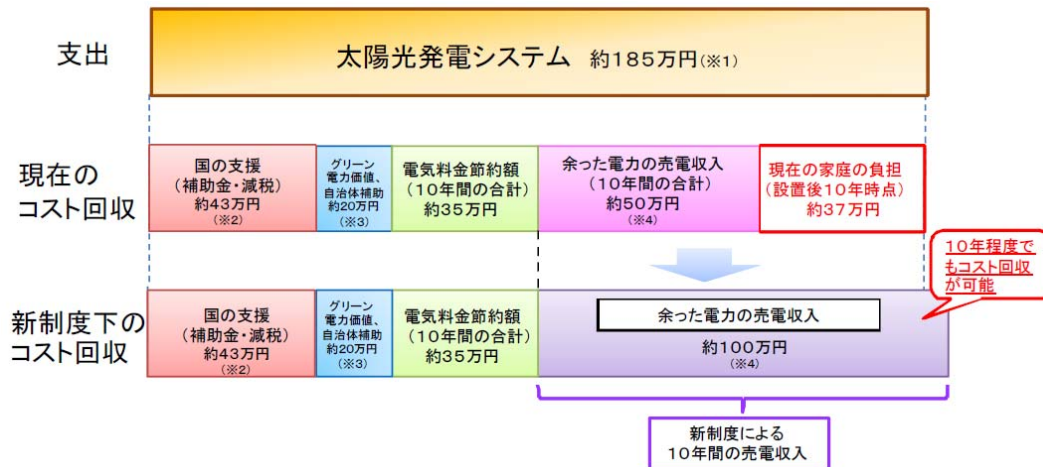 支出
太陽光発電システム 約185万円(※1)
現在の
コスト回収
国の支援
(補助金・減税)
約43万円
(※2)
グリーン
電力価値、
自治体補助
約20万円
(※3)
電気料金節約額
(10年間の合計)
約35万円
余った電力の売電収入
(10年間の合計)
約50万円
(※4)
現在の家庭の負担
(設置後10年時点)
約37万円
10年程度で
もコスト回収
が可能
新制度下の
コスト回収
国の支援
(補助金・減税)
約43万円
(※2)
グリーン
電力価値、
自治体補助
約20万円
(※3)
電気料金節約額
(10年間の合計)
約35万円
余った電力の売電収入
約100万円
(※4)
新制度による
10年間の売電収入